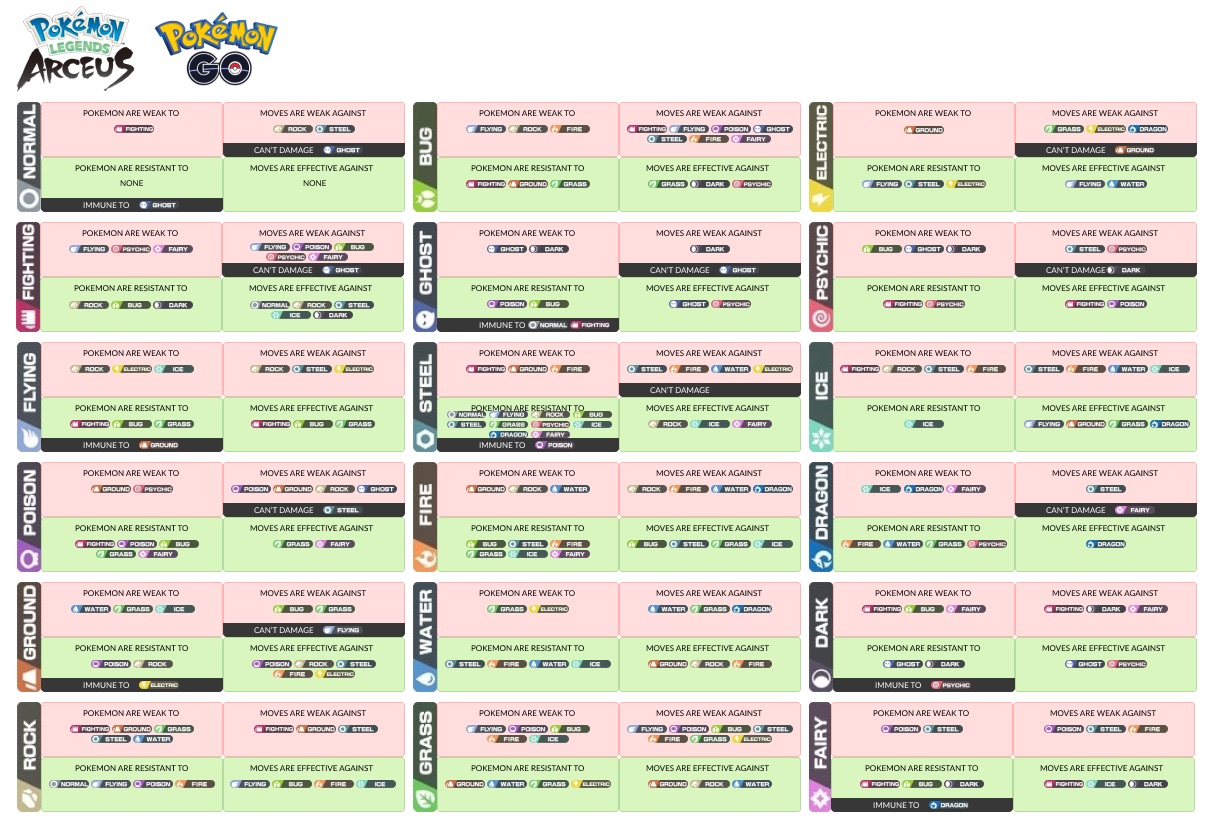 POKÉMON
LEGENDS
ARCEUS
POKÉMON
GO
NORMAL
POKEMON ARE WEAK TO
FIGHTING
MOVES ARE WEAK AGAINST
ROCK STEEL
CAN'T DAMAGE GHOST
POKEMON ARE RESISTANT TO
NONE
IMMUNE TO GHOST
MOVES ARE EFFECTIVE AGAINST
NONE
BUG
POKEMON ARE WEAK TO
FLYING ROCK FIRE
MOVES ARE WEAK AGAINST
FIGHTING FLYING POISON GHOST
STEEL FIRE FAIRY
POKEMON ARE RESISTANT TO
FIGHTING GROUND GRASS
MOVES ARE EFFECTIVE AGAINST
GRASS DARK PSYCHIC
ELECTRIC
POKEMON ARE WEAK TO
GROUND
MOVES ARE WEAK AGAINST
GRASS ELECTRIC DRAGON
CAN'T DAMAGE GROUND
POKEMON ARE RESISTANT TO
FLYING STEEL ELECTRIC
MOVES ARE EFFECTIVE AGAINST
FLYING WATER
FIGHTING
POKEMON ARE WEAK TO
FLYING PSYCHIC FAIRY
MOVES ARE WEAK AGAINST
FLYING POISON BUG
PSYCHIC FAIRY
CAN'T DAMAGE GHOST
POKEMON ARE RESISTANT TO
ROCK BUG DARK
MOVES ARE EFFECTIVE AGAINST
NORMAL ROCK STEEL
ICE DARK
GHOST
POKEMON ARE WEAK TO
GHOST DARK
MOVES ARE WEAK AGAINST
DARK
CAN'T DAMAGE GHOST
POKEMON ARE RESISTANT TO
POISON BUG
IMMUNE TO NORMAL FIGHTING
MOVES ARE EFFECTIVE AGAINST
GHOST PSYCHIC
PSYCHIC
POKEMON ARE WEAK TO
BUG GHOST DARK
MOVES ARE WEAK AGAINST
STEEL PSYCHIC
CAN'T DAMAGE DARK
POKEMON ARE RESISTANT TO
FIGHTING PSYCHIC
MOVES ARE EFFECTIVE AGAINST
FIGHTING POISON
FLYING
POKEMON ARE WEAK TO
ROCK ELECTRIC ICE
MOVES ARE WEAK AGAINST
ROCK STEEL ELECTRIC
POKEMON ARE RESISTANT TO
FIGHTING BUG GRASS
IMMUNE TO GROUND
MOVES ARE EFFECTIVE AGAINST
FIGHTING BUG GRASS
STEEL
POKEMON ARE WEAK TO
FIGHTING GROUND FIRE
MOVES ARE WEAK AGAINST
STEEL FIRE WATER ELECTRIC
CAN'T DAMAGE
POKEMON ARE RESISTANT TO
NORMAL FLYING ROCK BUG
STEEL GRASS PSYCHIC ICE
DRAGON FAIRY
IMMUNE TO POISON
MOVES ARE EFFECTIVE AGAINST
ROCK ICE FAIRY
ICE
POKEMON ARE WEAK TO
FIGHTING ROCK STEEL FIRE
MOVES ARE WEAK AGAINST
STEEL FIRE WATER ICE
POKEMON ARE RESISTANT TO
ICE
MOVES ARE EFFECTIVE AGAINST
FLYING GROUND GRASS DRAGON
POISON
POKEMON ARE WEAK TO
GROUND PSYCHIC
MOVES ARE WEAK AGAINST
POISON GROUND ROCK GHOST
CAN'T DAMAGE STEEL
POKEMON ARE RESISTANT TO
FIGHTING POISON BUG
GRASS FAIRY
MOVES ARE EFFECTIVE AGAINST
GRASS FAIRY
FIRE
POKEMON ARE WEAK TO
GROUND ROCK WATER
MOVES ARE WEAK AGAINST
ROCK FIRE WATER DRAGON
POKEMON ARE RESISTANT TO
BUG STEEL FIRE
GRASS ICE FAIRY
MOVES ARE EFFECTIVE AGAINST
BUG STEEL GRASS ICE
DRAGON
POKEMON ARE WEAK TO
ICE DRAGON FAIRY
MOVES ARE WEAK AGAINST
STEEL
CAN'T DAMAGE FAIRY
POKEMON ARE RESISTANT TO
FIRE WATER GRASS PSYCHIC
MOVES ARE EFFECTIVE AGAINST
DRAGON
GROUND
POKEMON ARE WEAK TO
WATER GRASS ICE
MOVES ARE WEAK AGAINST
BUG GRASS
CAN'T DAMAGE FLYING
POKEMON ARE RESISTANT TO
POISON ROCK
IMMUNE TO ELECTRIC
MOVES ARE EFFECTIVE AGAINST
POISON ROCK STEEL
FIRE ELECTRIC
WATER
POKEMON ARE WEAK TO
GRASS ELECTRIC
MOVES ARE WEAK AGAINST
WATER GRASS DRAGON
POKEMON ARE RESISTANT TO
STEEL FIRE WATER ICE
MOVES ARE EFFECTIVE AGAINST
GROUND ROCK FIRE
DARK
POKEMON ARE WEAK TO
FIGHTING BUG FAIRY
MOVES ARE WEAK AGAINST
FIGHTING DARK FAIRY
POKEMON ARE RESISTANT TO
GHOST DARK
IMMUNE TO PSYCHIC
MOVES ARE EFFECTIVE AGAINST
GHOST PSYCHIC
ROCK
POKEMON ARE WEAK TO
FIGHTING GROUND GRASS
STEEL WATER
MOVES ARE WEAK AGAINST
FIGHTING GROUND STEEL
POKEMON ARE RESISTANT TO
NORMAL FLYING POISON FIRE
MOVES ARE EFFECTIVE AGAINST
FLYING BUG FIRE ICE
GRASS
POKEMON ARE WEAK TO
FLYING POISON BUG
FIRE ICE
MOVES ARE WEAK AGAINST
FLYING POISON BUG STEEL
FIRE GRASS ELECTRIC
POKEMON ARE RESISTANT TO
GROUND WATER GRASS ELECTRIC
MOVES ARE EFFECTIVE AGAINST
GROUND ROCK WATER
FAIRY
POKEMON ARE WEAK TO
POISON STEEL
MOVES ARE WEAK AGAINST
POISON STEEL FIRE
POKEMON ARE RESISTANT TO
FIGHTING BUG DARK
IMMUNE TO DRAGON
MOVES ARE EFFECTIVE AGAINST
FIGHTING ICE DARK